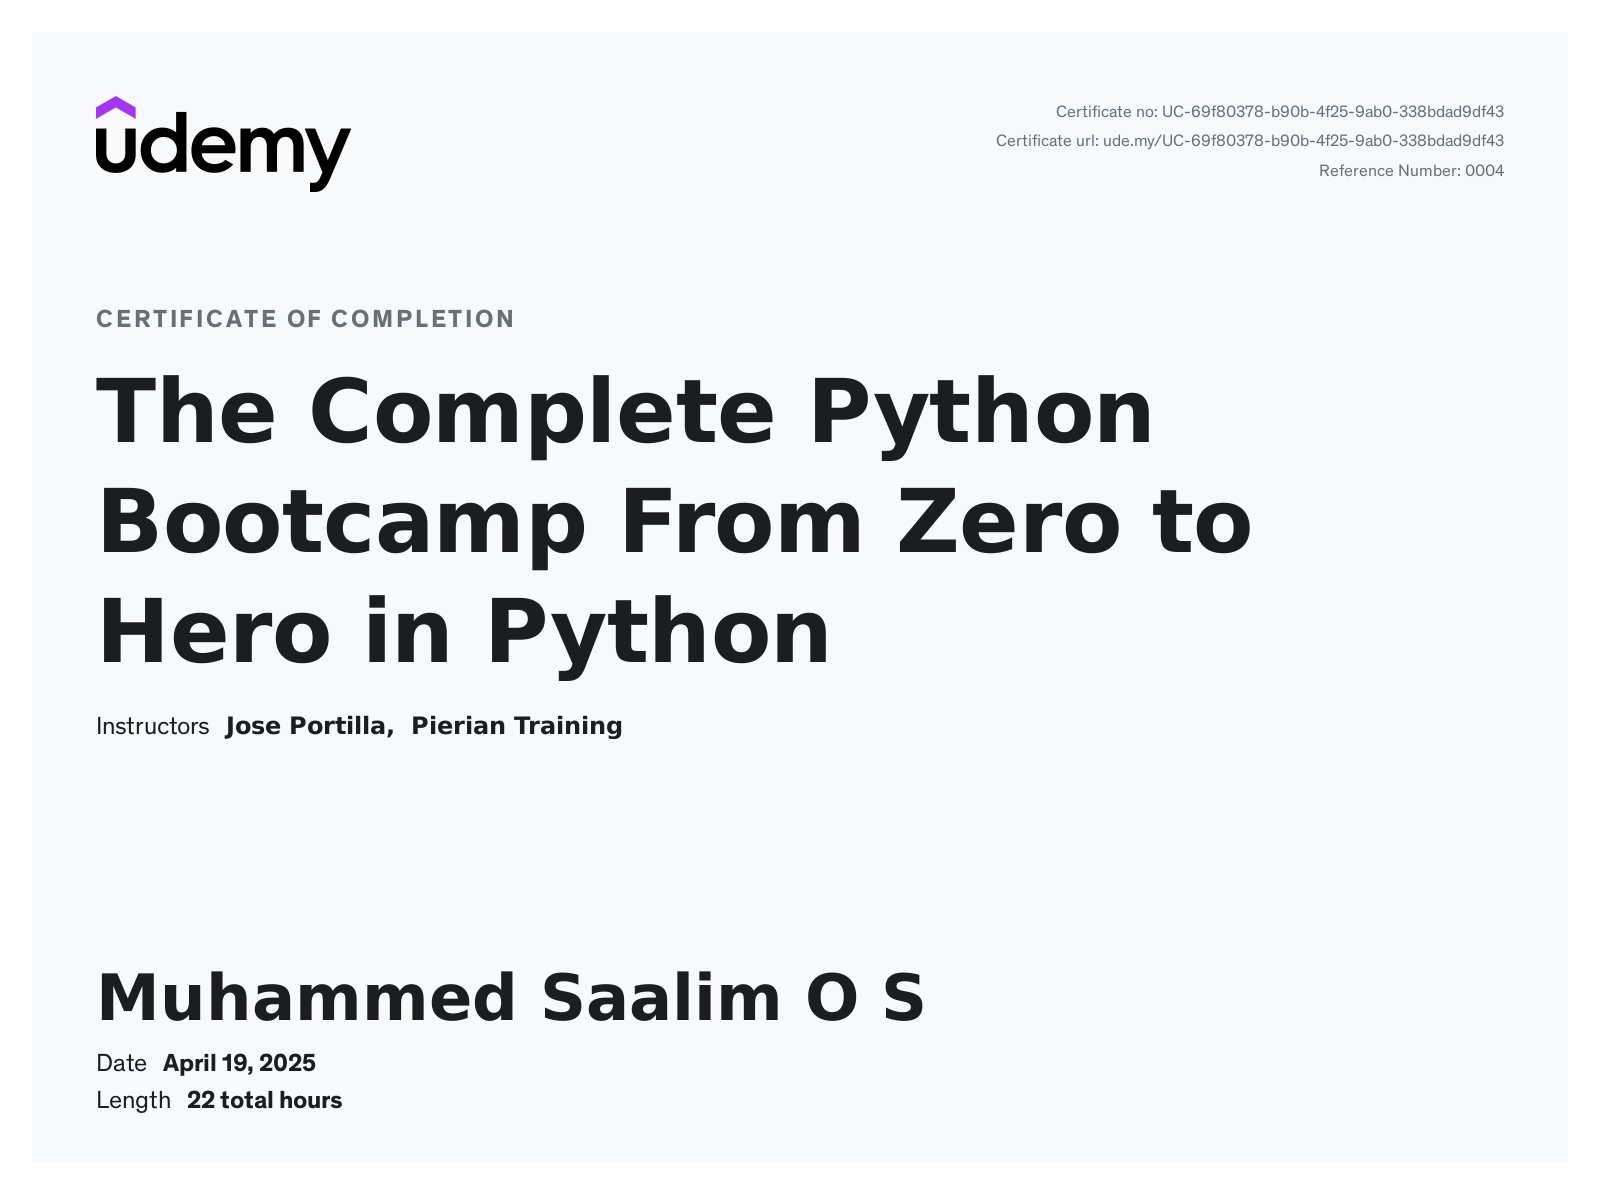 udemy
Certificate no: UC-69f80378-b90b-4f25-9ab0-338bdad9df43
Certificate url: ude.my/UC-69f80378-b90b-4f25-9ab0-338bdad9df43
Reference Number: 0004
CERTIFICATE OF COMPLETION
The Complete Python
Bootcamp From Zero to
Hero in Python
Instructors Jose Portilla, Pierian Training
Muhammed Saalim O S
Date April 19, 2025
Length 22 total hours